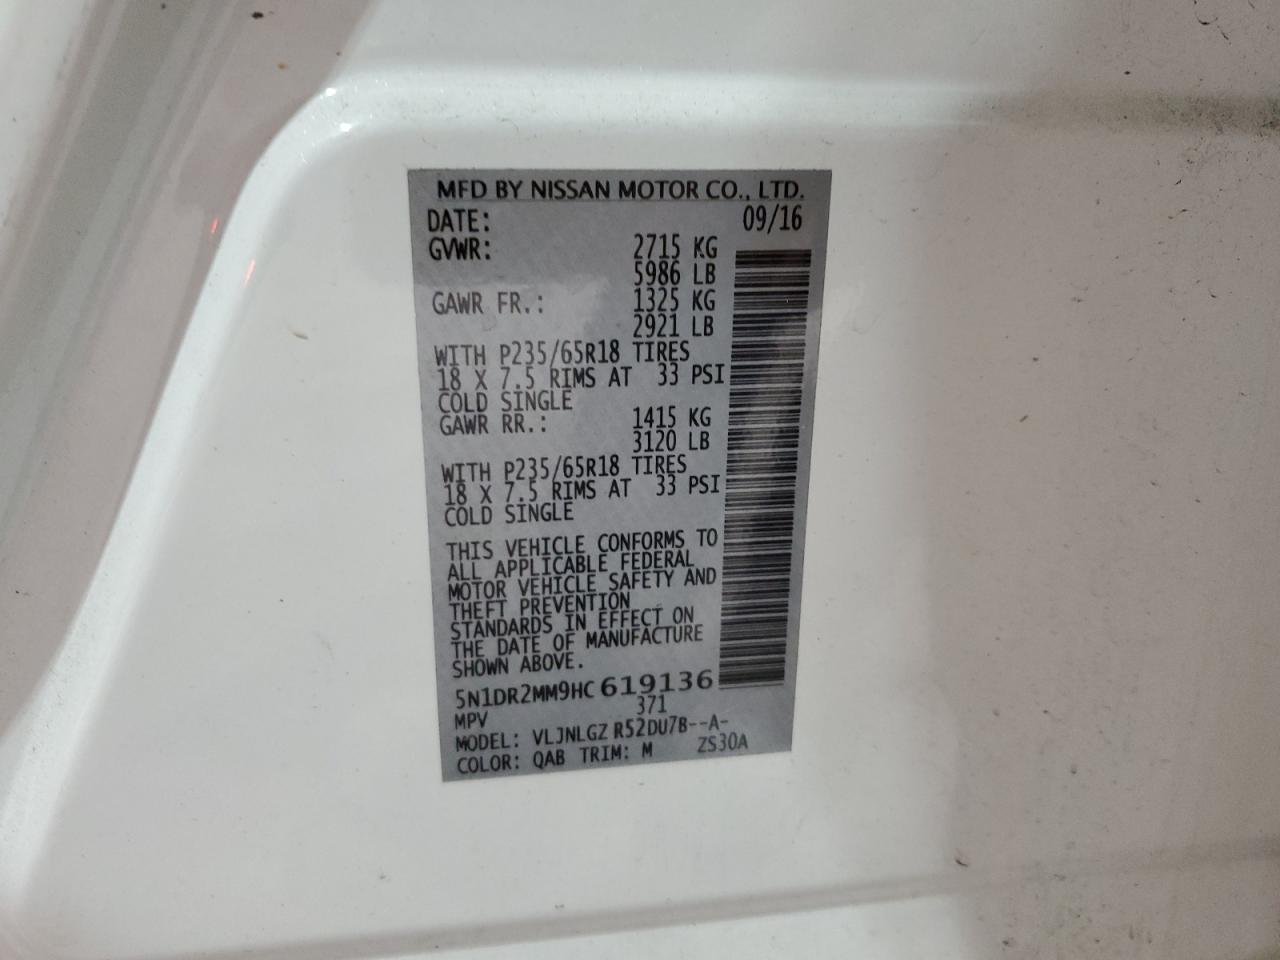 MFD BY NISSAN MOTOR CO., LTD.
DATE: 09/16
GVWR: 2715 KG
5986 LB
GAWR FR.: 1325 KG
2921 LB
WITH P235/65R18 TIRES
18 X 7.5 RIMS AT 33 PSI
COLD SINGLE
GAWR RR.: 1415 KG
3120 LB
WITH P235/65R18 TIRES
18 X 7.5 RIMS AT 33 PSI
COLD SINGLE
THIS VEHICLE CONFORMS TO
ALL APPLICABLE FEDERAL
MOTOR VEHICLE SAFETY AND
THEFT PREVENTION
STANDARDS IN EFFECT ON
THE DATE OF MANUFACTURE
SHOWN ABOVE.
5N1DR2MM9HC619136
MPV 371
MODEL: VLJNLGZ R52DU7B--A-
COLOR: QAB TRIM: M ZS30A